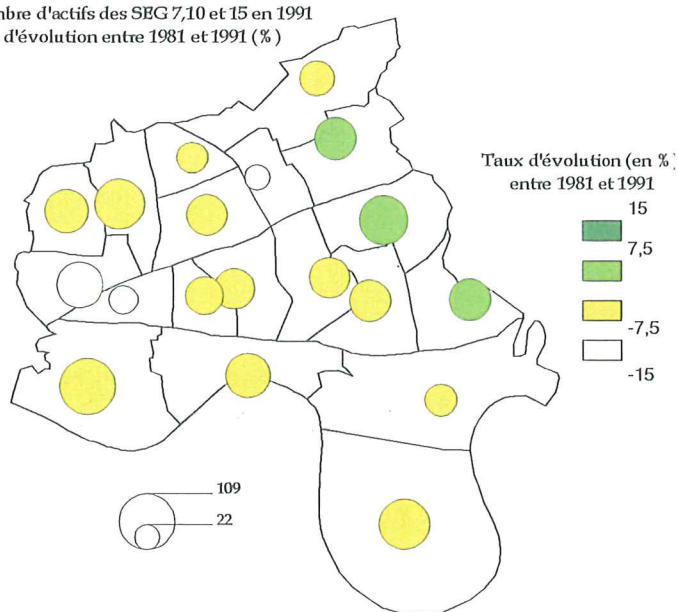 mbre d'actifs des SEG 7,10 et 15 en 1991
d'évolution entre 1981 et 1991 (%)
Taux d'évolution (en %)
entre 1981 et 1991
15
7,5
-7,5
-15
109
22